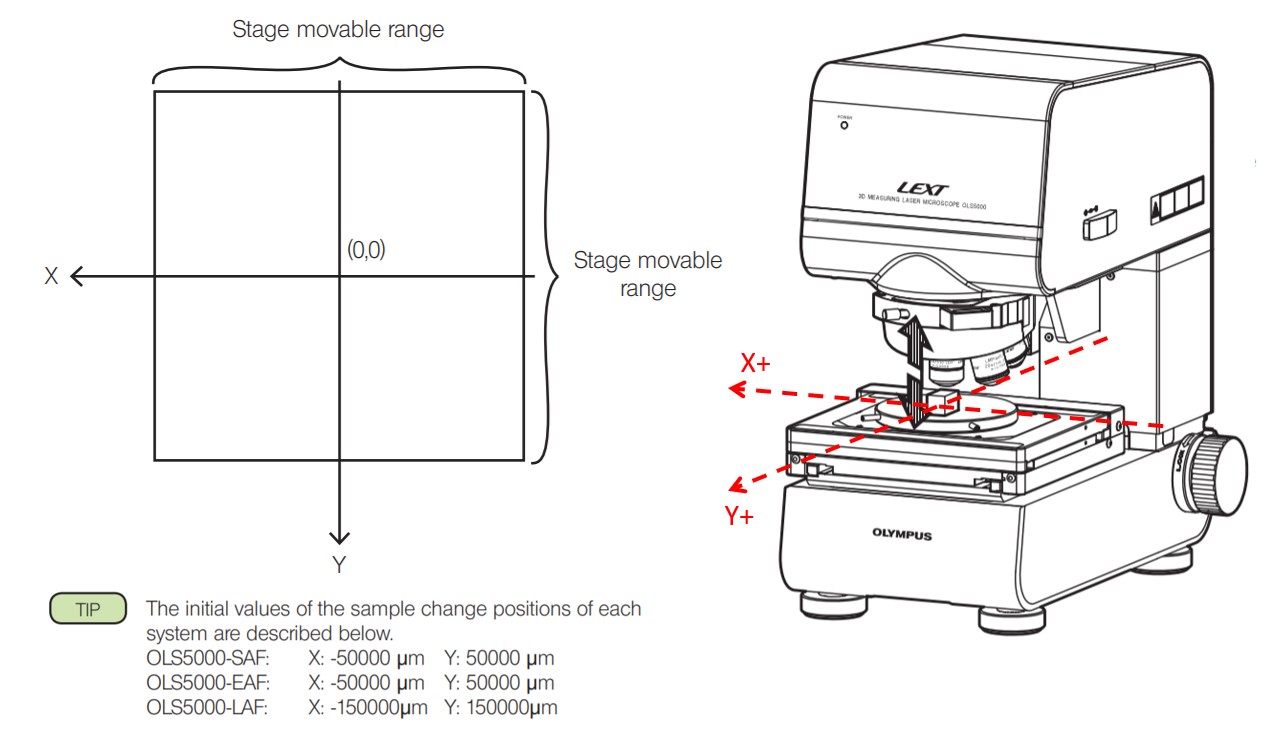 Stage movable range
(0,0)
X
Stage movable
range
Y
TIP
The initial values of the sample change positions of each
system are described below.
OLS5000-SAF: X: -50000 µm Y: 50000 µm
OLS5000-EAF: X: -50000 µm Y: 50000 µm
OLS5000-LAF: X: -150000µm Y: 150000µm
POWER
LEXT
3D MEASURING LASER MICROSCOPE OLS5000
X+
Y+
OLYMPUS